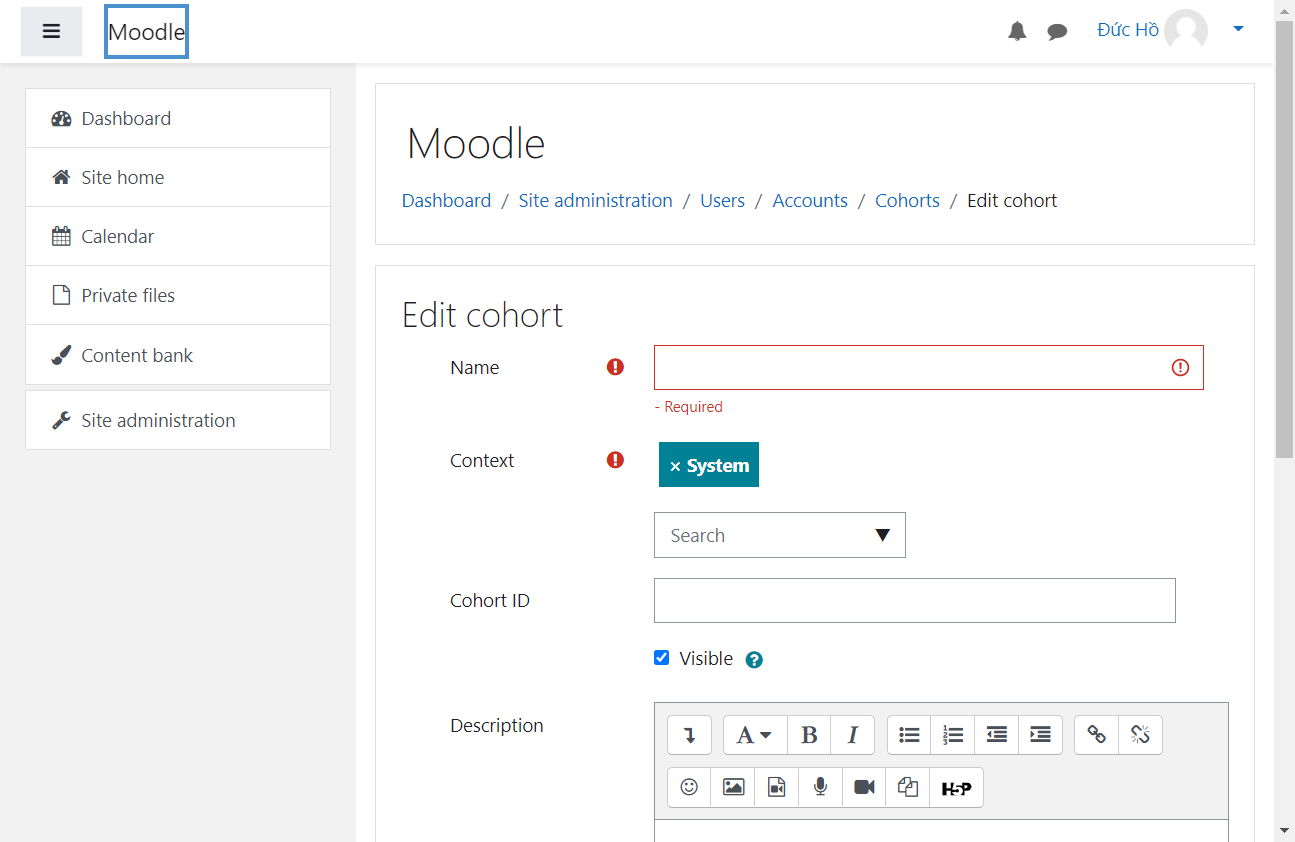 Moodle
Đức Hồ
Dashboard
Site home
Calendar
Private files
Content bank
Site administration
Moodle
Dashboard / Site administration / Users / Accounts / Cohorts / Edit cohort
Edit cohort
Name
- Required
Context
× System
Search
Cohort ID
Visible
Description
A B I
H5P